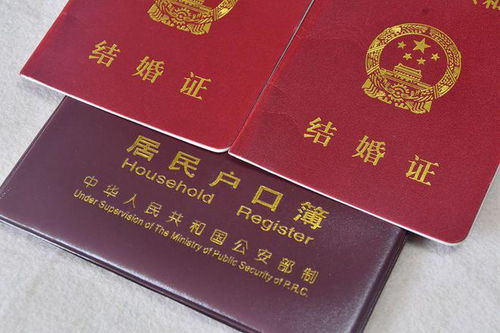 结婚证
结婚证
居民户口簿
Household Register
中华人民共和国公安部制
Under Supervision of The Ministry of Public Security of P.R.C.